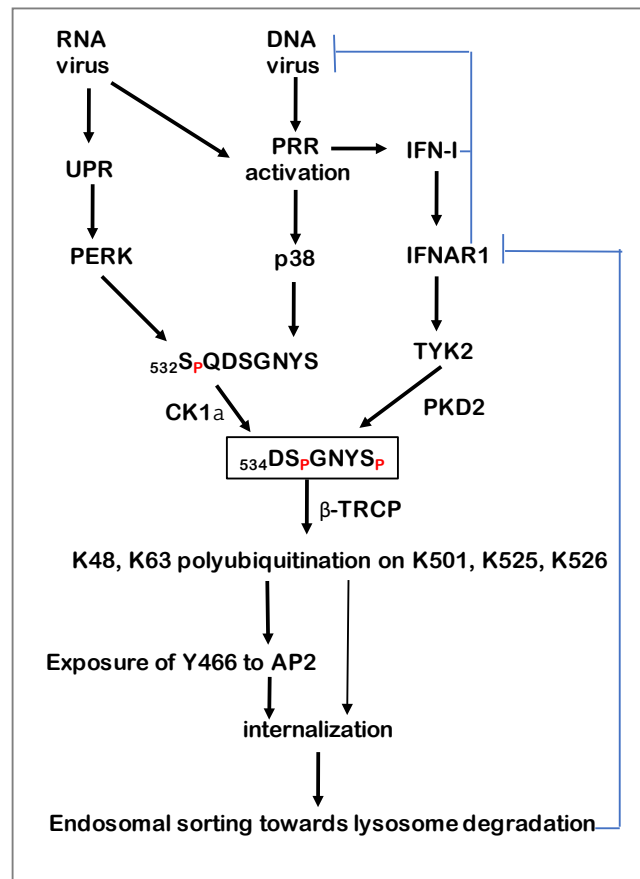 RNA
virus
DNA
virus
UPR
PRR
activation
IFN-I
PERK
p38
IFNAR1
532SPQDSGNYS
TYK2
CK1a
PKD2
534DSPGNYSP
β-TRCP
K48, K63 polyubiquitination on K501, K525, K526
Exposure of Y466 to AP2
internalization
Endosomal sorting towards lysosome degradation